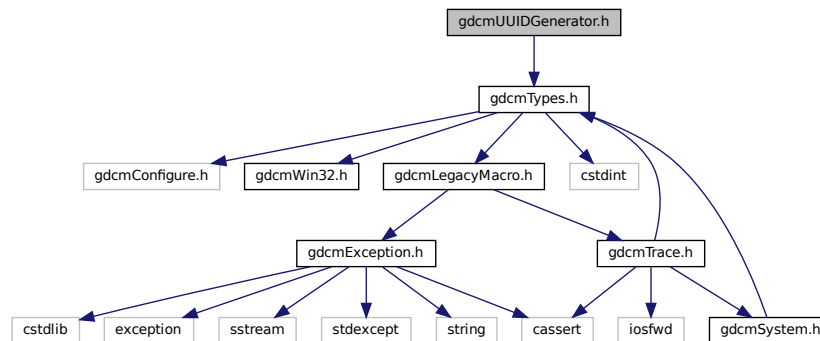 gdcmUUIDGenerator.h
gdcmTypes.h
gdcmConfigure.h
gdcmWin32.h
gdcmLegacyMacro.h
cstdint
gdcmException.h
gdcmTrace.h
cstdlib
exception
sstream
stdexcept
string
cassert
iosfwd
gdcmSystem.h